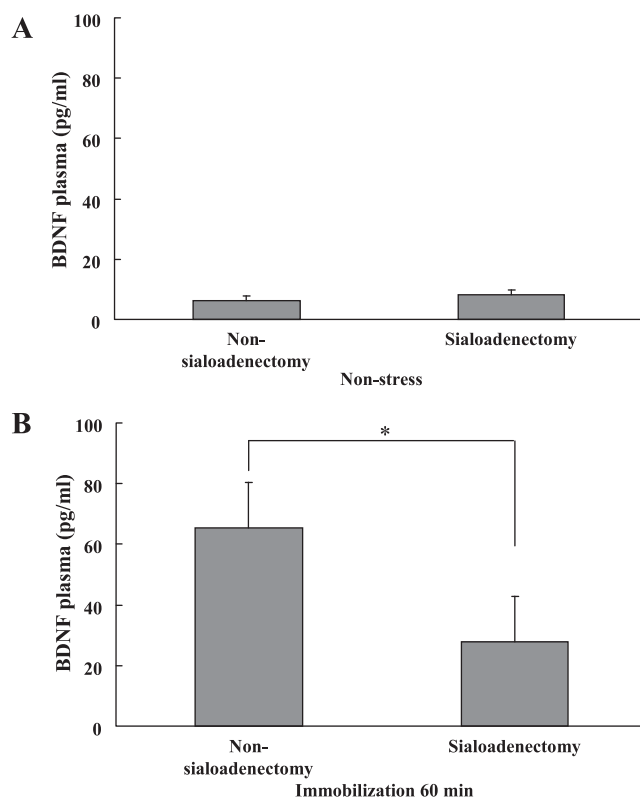 A
BDNF plasma (pg/ml)
100
80
60
40
20
0
Non-
sialoadenectomy
Sialoadenectomy
Non-stress
B
BDNF plasma (pg/ml)
100
80
60
40
20
0
*
Non-
sialoadenectomy
Sialoadenectomy
Immobilization 60 min